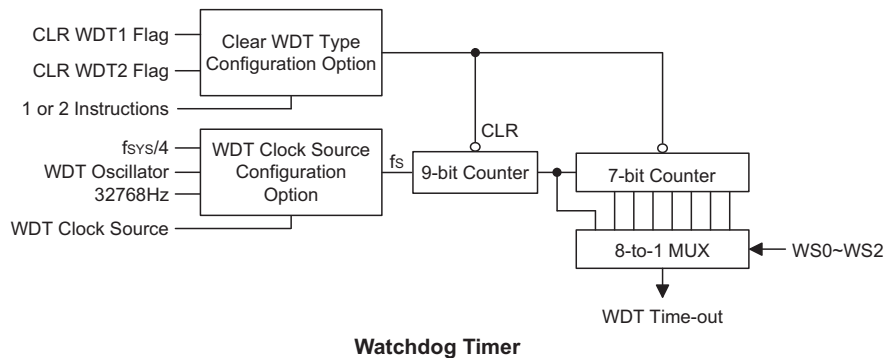 CLR WDT1 Flag
CLR WDT2 Flag
1 or 2 Instructions
Clear WDT Type
Configuration Option
fSYS/4
WDT Oscillator
32768Hz
WDT Clock Source
WDT Clock Source
Configuration
Option
fS
CLR
9-bit Counter
7-bit Counter
8-to-1 MUX
WS0~WS2
WDT Time-out
Watchdog Timer